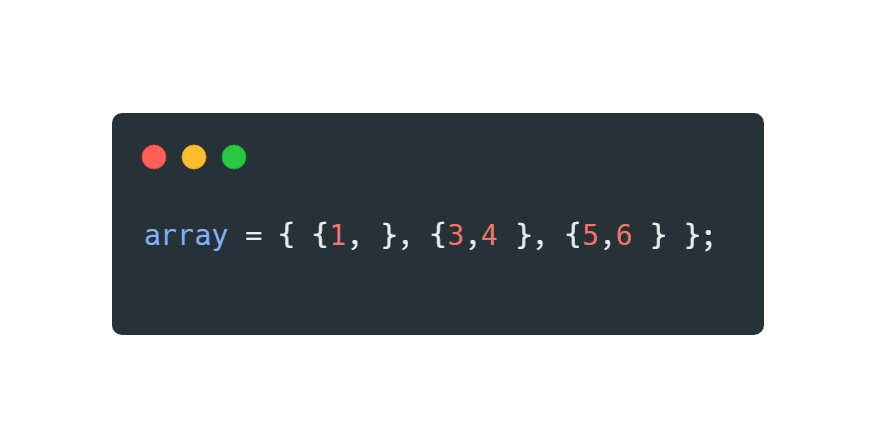 array = { {1, }, {3,4 }, {5,6 } };